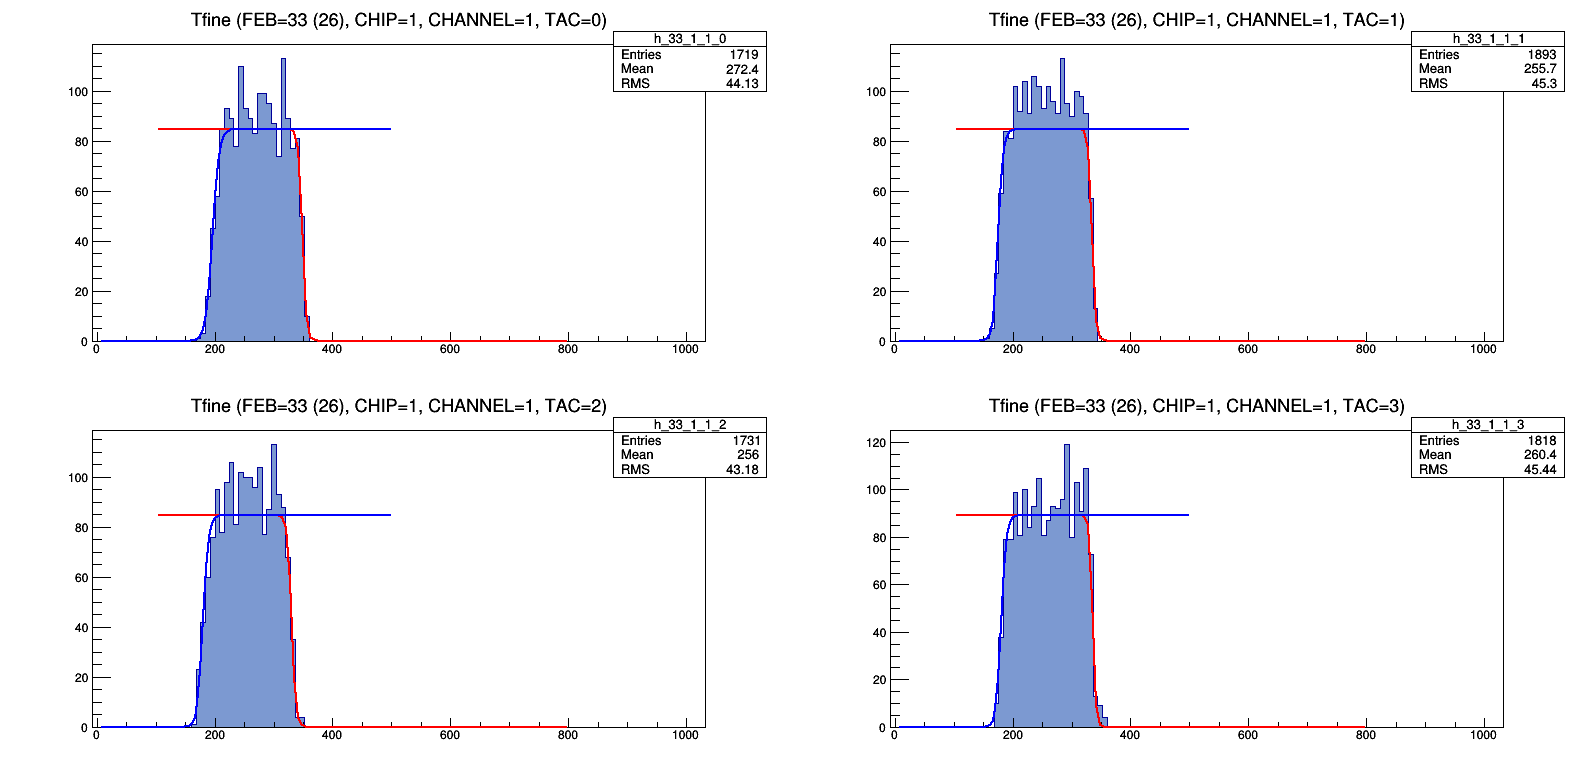 Tfine (FEB=33 (26), CHIP=1, CHANNEL=1, TAC=0)
h_33_1_1_0
Entries 1719
Mean 272.4
RMS 44.13
100
80
60
40
20
0
0 200 400 600 800 1000
Tfine (FEB=33 (26), CHIP=1, CHANNEL=1, TAC=1)
h_33_1_1_1
Entries 1893
Mean 255.7
RMS 45.3
100
80
60
40
20
0
0 200 400 600 800 1000
Tfine (FEB=33 (26), CHIP=1, CHANNEL=1, TAC=2)
h_33_1_1_2
Entries 1731
Mean 256
RMS 43.18
100
80
60
40
20
0
0 200 400 600 800 1000
Tfine (FEB=33 (26), CHIP=1, CHANNEL=1, TAC=3)
h_33_1_1_3
Entries 1818
Mean 260.4
RMS 45.44
120
100
80
60
40
20
0
0 200 400 600 800 1000